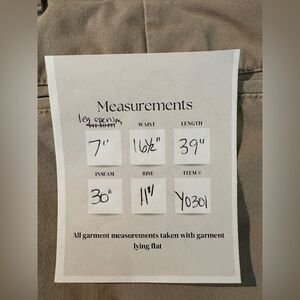 Measurements
leg opening
WAIST
LENGTH
7"
16½"
39"
INSEAM
RISE
ITEM #
30"
11"
Y0301
All garment measurements taken with garment
lying flat